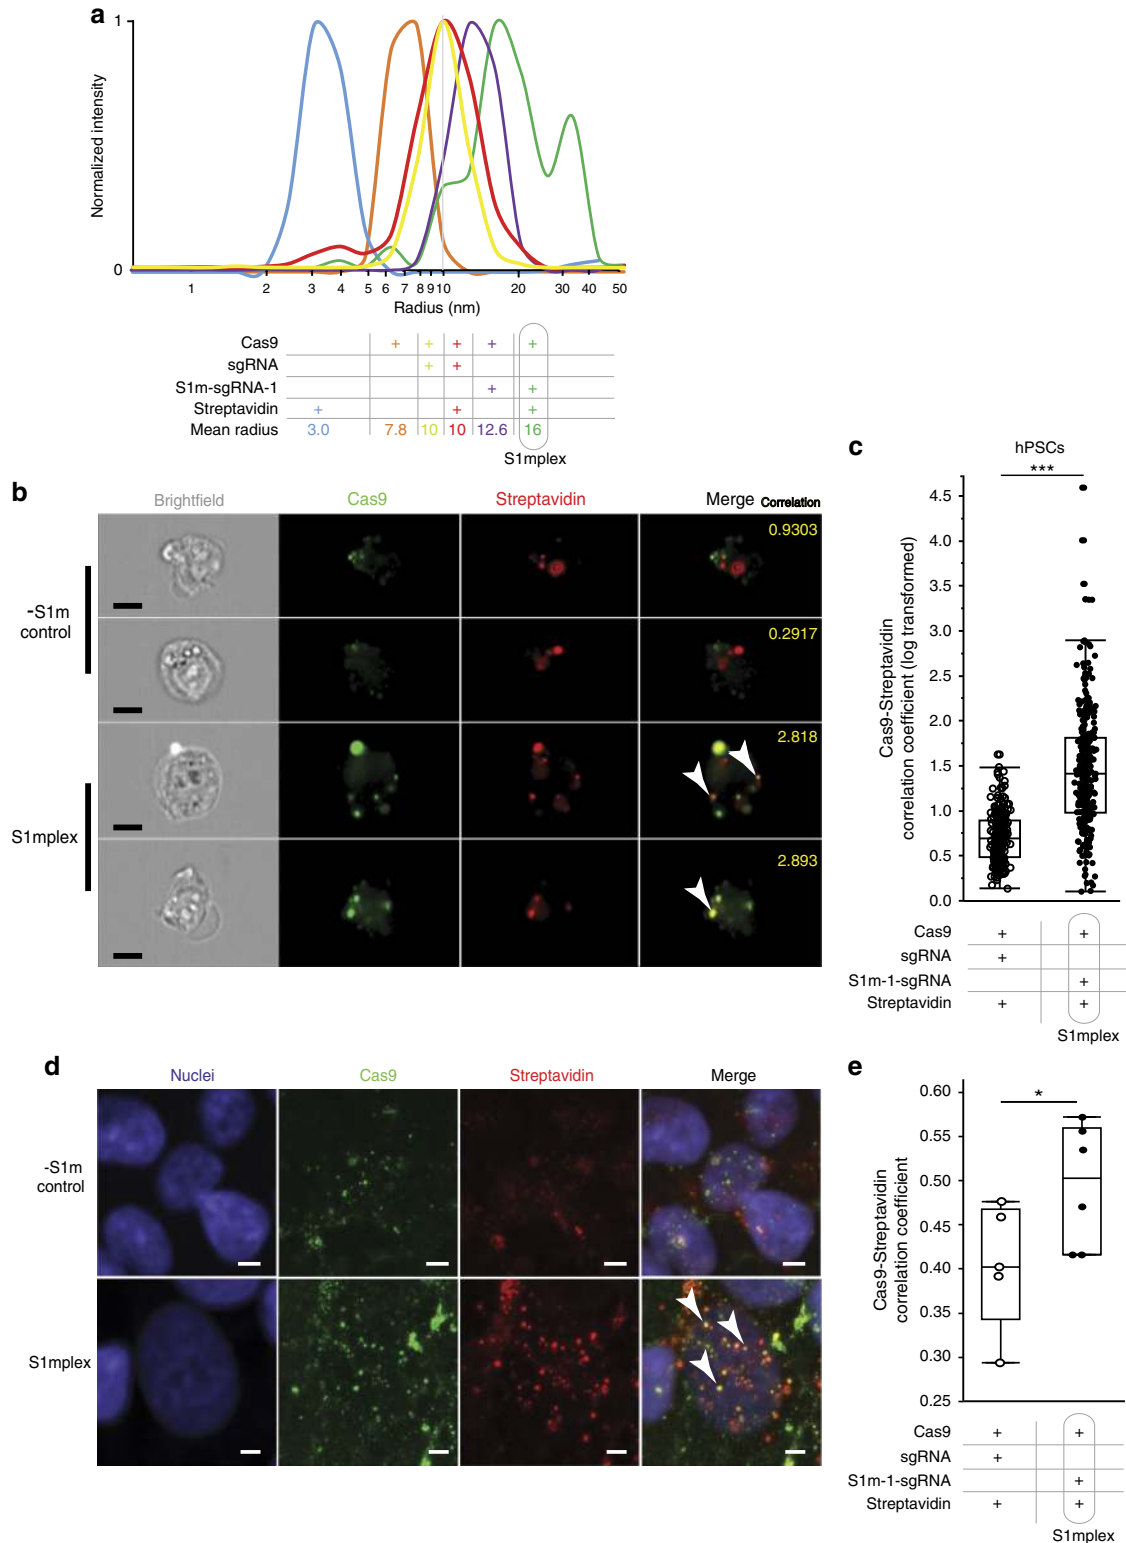 a
1
Normalized intensity
0
1 2 3 4 5 6 7 8 9 10 20 30 40 50
Radius (nm)
Cas9 + + + + +
sgRNA + +
S1m-sgRNA-1 + +
Streptavidin + + +
Mean radius 3.0 7.8 10 10 12.6 16
S1mplex
b
Brightfield Cas9 Streptavidin Merge Correlation
0.9303
-S1m
control
0.2917
2.818
S1mplex
2.893
c
hPSCs
***
Cas9-Streptavidin
correlation coefficient (log transformed)
4.5
4.0
3.5
3.0
2.5
2.0
1.5
1.0
0.5
0.0
Cas9 + +
sgRNA +
S1m-1-sgRNA +
Streptavidin + +
S1mplex
d
Nuclei Cas9 Streptavidin Merge
-S1m
control
S1mplex
e
*
Cas9-Streptavidin
correlation coefficient
0.60
0.55
0.50
0.45
0.40
0.35
0.30
0.25
Cas9 + +
sgRNA +
S1m-1-sgRNA +
Streptavidin + +
S1mplex